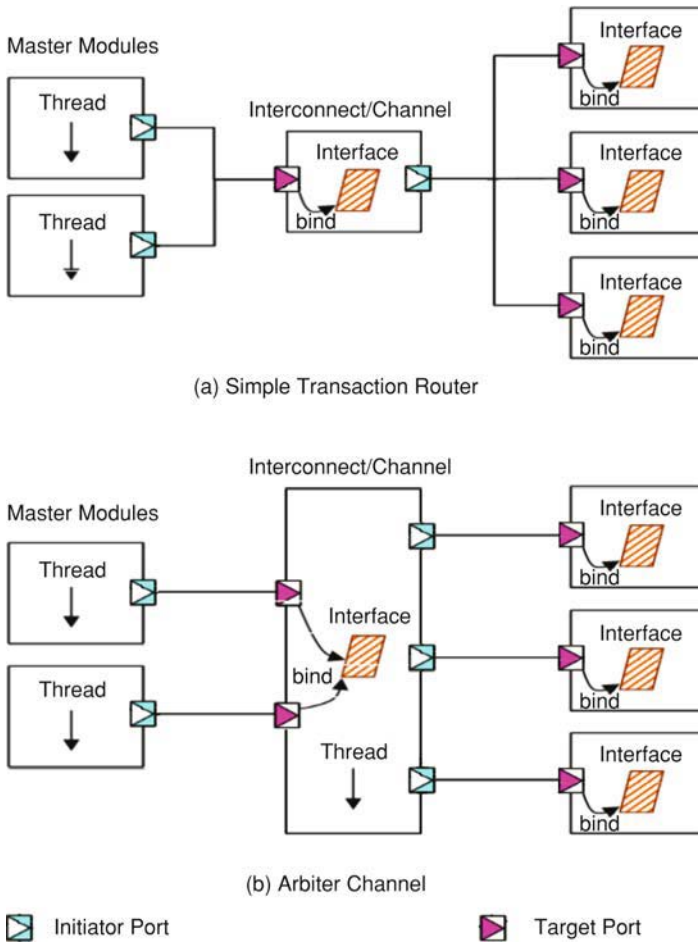 Master Modules
Thread
Thread
Interconnect/Channel
Interface
bind
Interface
bind
Interface
bind
Interface
bind
(a) Simple Transaction Router
Master Modules
Thread
Thread
Interconnect/Channel
Interface
bind
Thread
Interface
bind
Interface
bind
Interface
bind
(b) Arbiter Channel
Initiator Port
Target Port